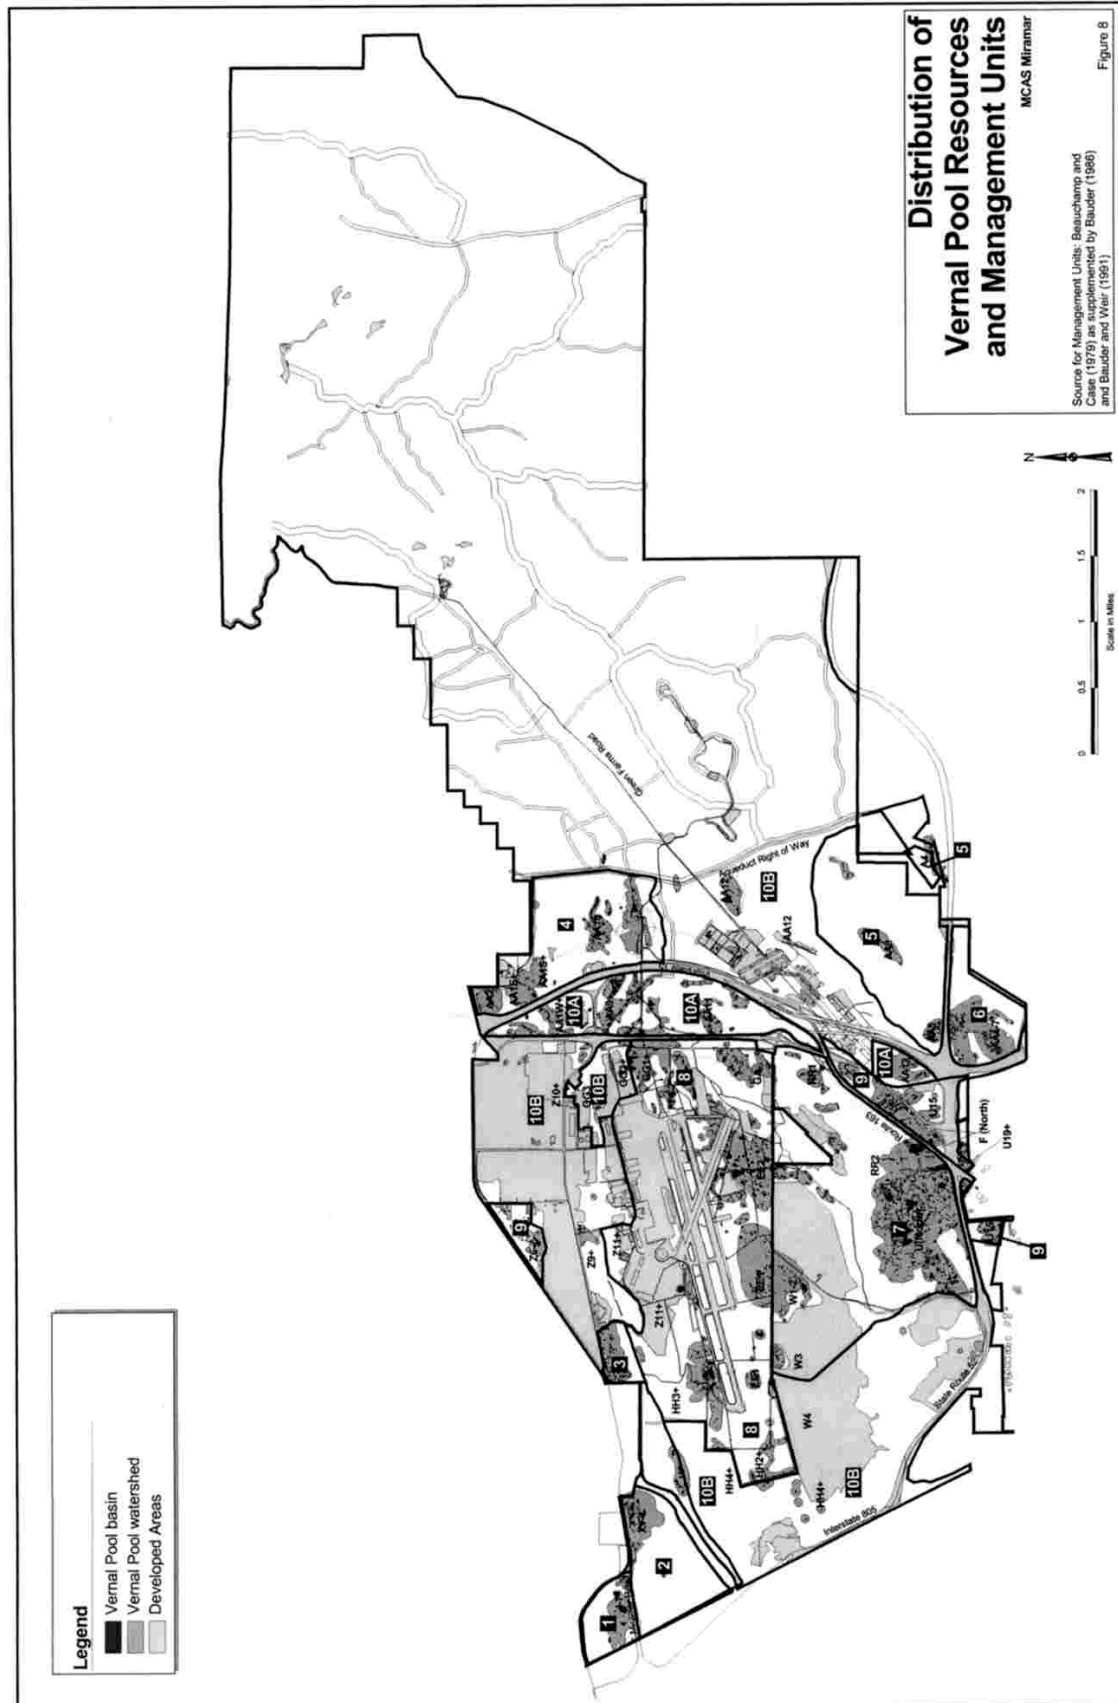 Distribution of
Vernal Pool Resources
and Management Units
MCAS Miramar
Source for Management Units: Beauchamp and
Case (1979) as supplemented by Bauder (1986)
and Bauder and Weir (1991)
Figure 8
Legend
Vernal Pool basin
Vernal Pool watershed
Developed Areas
N
0 0.5 1 1.5 2
Scale in Miles
Green Farms Road
Right of Way
Interstate 805
State Route 52
Route 163
1
2
3
4
5
5
6
7
8
8
9
9
9
10A
10A
10A
10B
10B
10B
10B
10B
Z10+
Z9+
Z11+
Z11+
HH3+
HH4+
HH2+
HH4+
W3
W4
RR1
RR2
U15
F (North)
U19+
AA12
AA12
GG1+